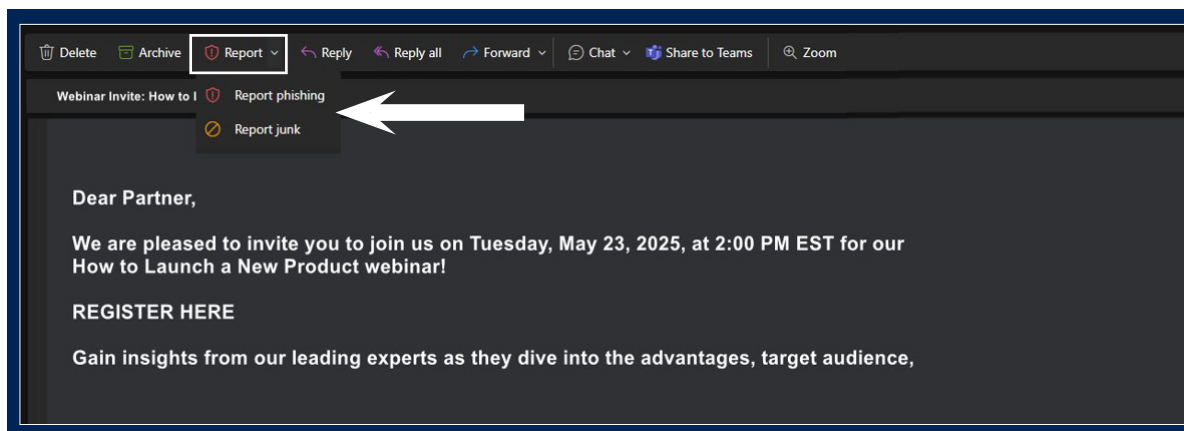 Delete Archive Report Reply Reply all Forward Chat Share to Teams Zoom
Webinar Invite: How to
Report phishing
Report junk
Dear Partner,
We are pleased to invite you to join us on Tuesday, May 23, 2025, at 2:00 PM EST for our
How to Launch a New Product webinar!
REGISTER HERE
Gain insights from our leading experts as they dive into the advantages, target audience,